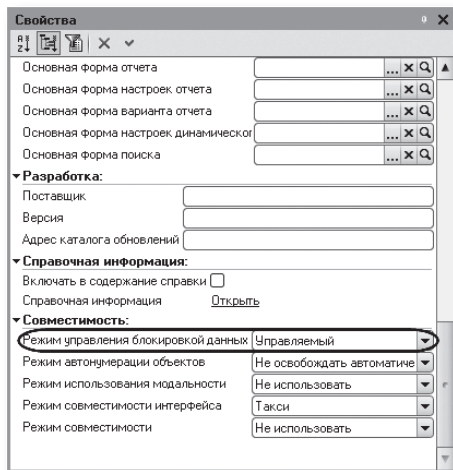 Свойства
Основная форма отчета
Основная форма настроек отчета
Основная форма варианта отчета
Основная форма настроек динамическог
Основная форма поиска
Разработка:
Поставщик
Версия
Адрес каталога обновлений
Справочная информация:
Включать в содержание справки
Справочная информация Открыть
Совместимость:
Режим управления блокировкой данных Управляемый
Режим автонумерации объектов Не освобождать автоматиче
Режим использования модальности Не использовать
Режим совместимости интерфейса Такси
Режим совместимости Не использовать